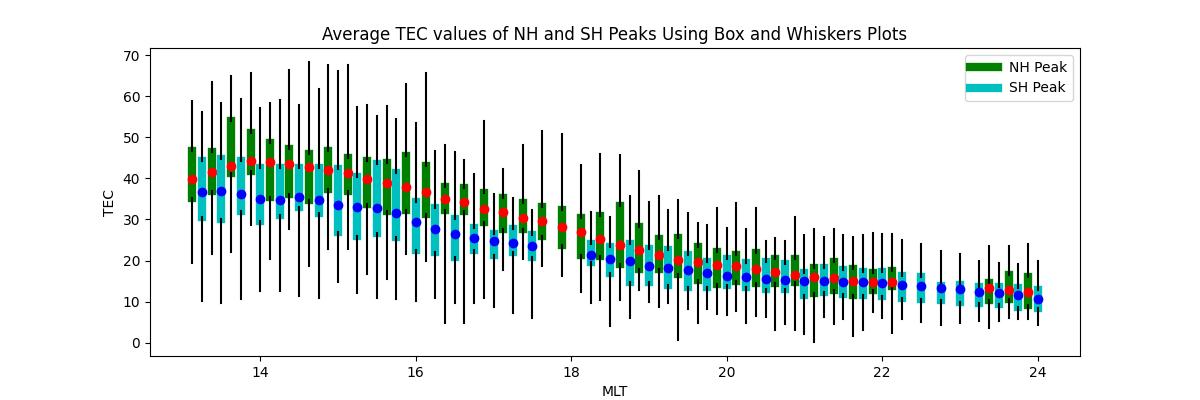 Average TEC values of NH and SH Peaks Using Box and Whiskers Plots
70
60
50
40
30
20
10
0
TEC
NH Peak
SH Peak
14 16 18 20 22 24
MLT